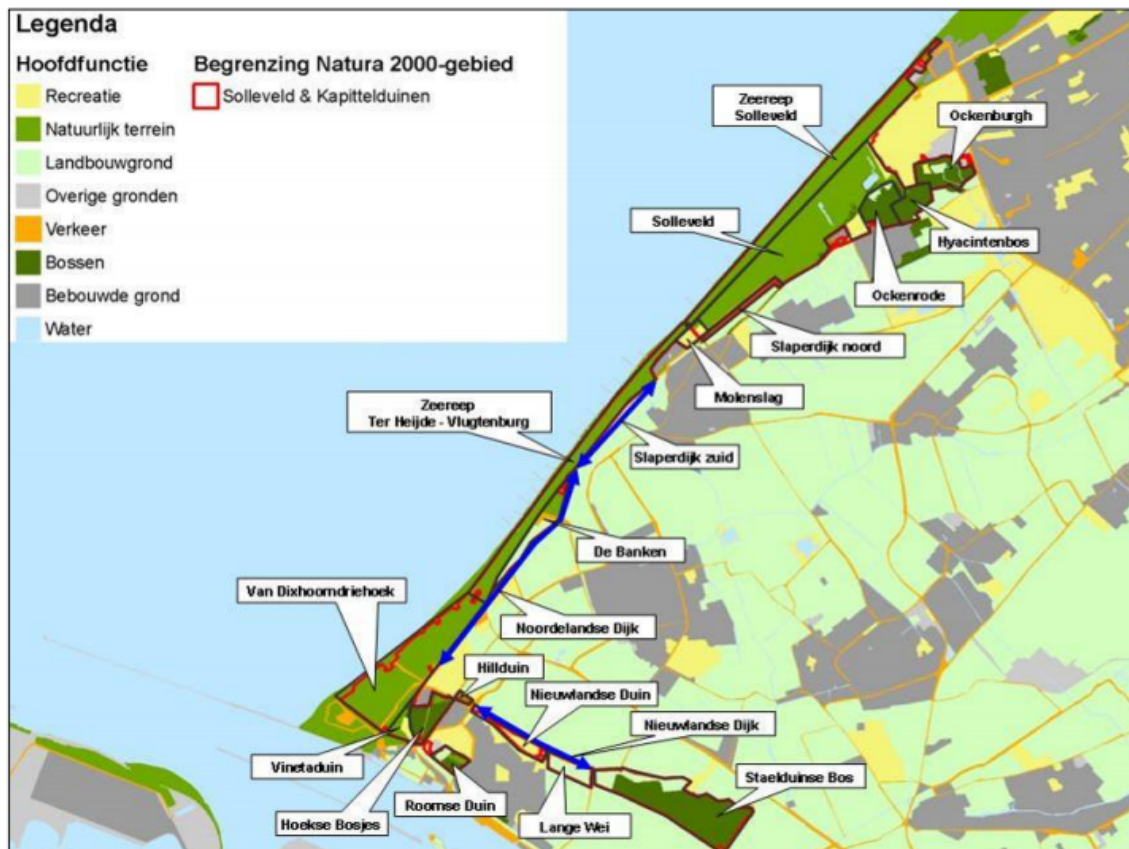 Legenda
Hoofdfunctie
Recreatie
Natuurlijk terrein
Landbouwgrond
Overige gronden
Verkeer
Bossen
Bebouwde grond
Water
Begrenzing Natura 2000-gebied
Solleveld & Kapittelduinen
Zeereep
Solleveld
Ockenburgh
Solleveld
Hyacintenbos
Ockenrode
Slaperdijk noord
Molenslag
Zeereep
Ter Heijde - Vlugtenburg
Slaperdijk zuid
De Banken
Van Dixhoorndriehoek
Noordelandse Dijk
Hillduin
Nieuwlandse Duin
Nieuwlandse Dijk
Vinetaduin
Staelduinse Bos
Roomse Duin
Hoekse Bosjes
Lange Wei